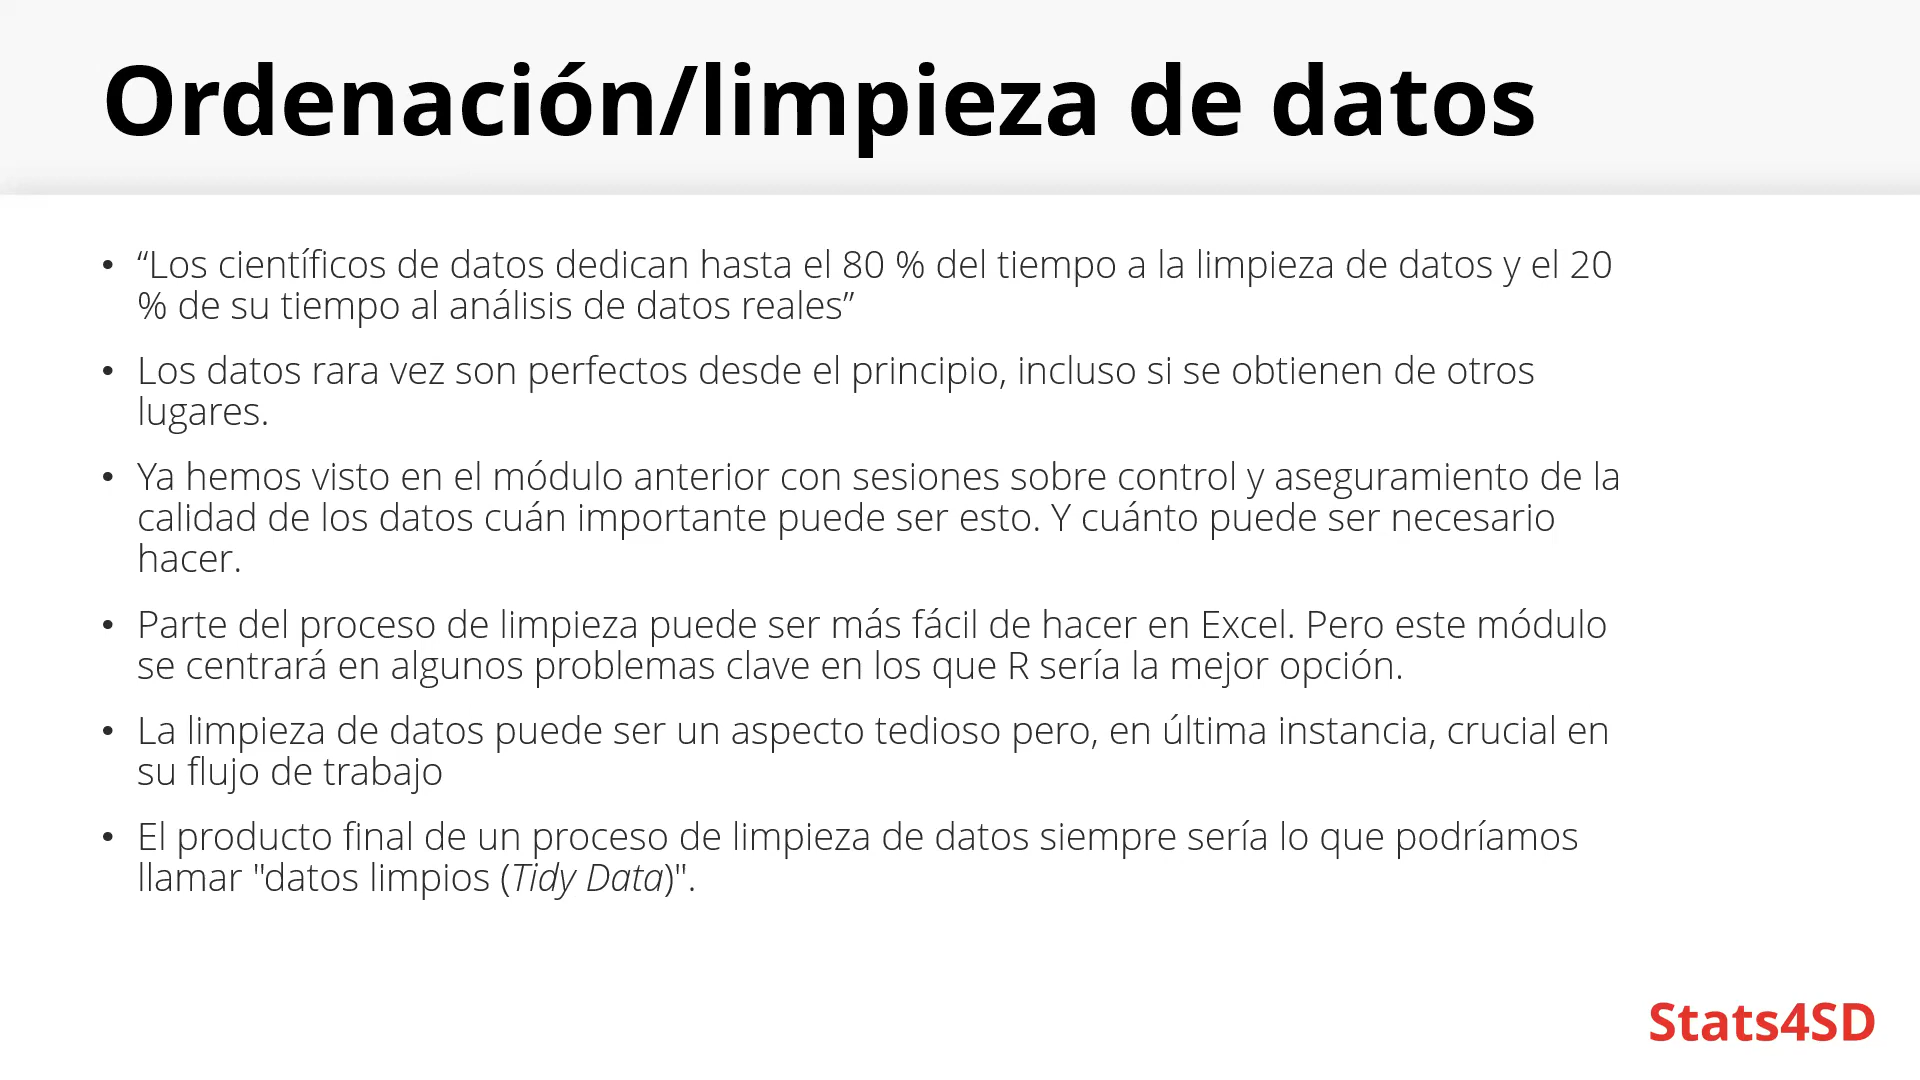 Ordenación/limpieza de datos
• “Los científicos de datos dedican hasta el 80 % del tiempo a la limpieza de datos y el 20
% de su tiempo al análisis de datos reales”
• Los datos rara vez son perfectos desde el principio, incluso si se obtienen de otros
lugares.
• Ya hemos visto en el módulo anterior con sesiones sobre control y aseguramiento de la
calidad de los datos cuán importante puede ser esto. Y cuánto puede ser necesario
hacer.
• Parte del proceso de limpieza puede ser más fácil de hacer en Excel. Pero este módulo
se centrará en algunos problemas clave en los que R sería la mejor opción.
• La limpieza de datos puede ser un aspecto tedioso pero, en última instancia, crucial en
su flujo de trabajo
• El producto final de un proceso de limpieza de datos siempre sería lo que podríamos
llamar "datos limpios (Tidy Data)".
Stats4SD